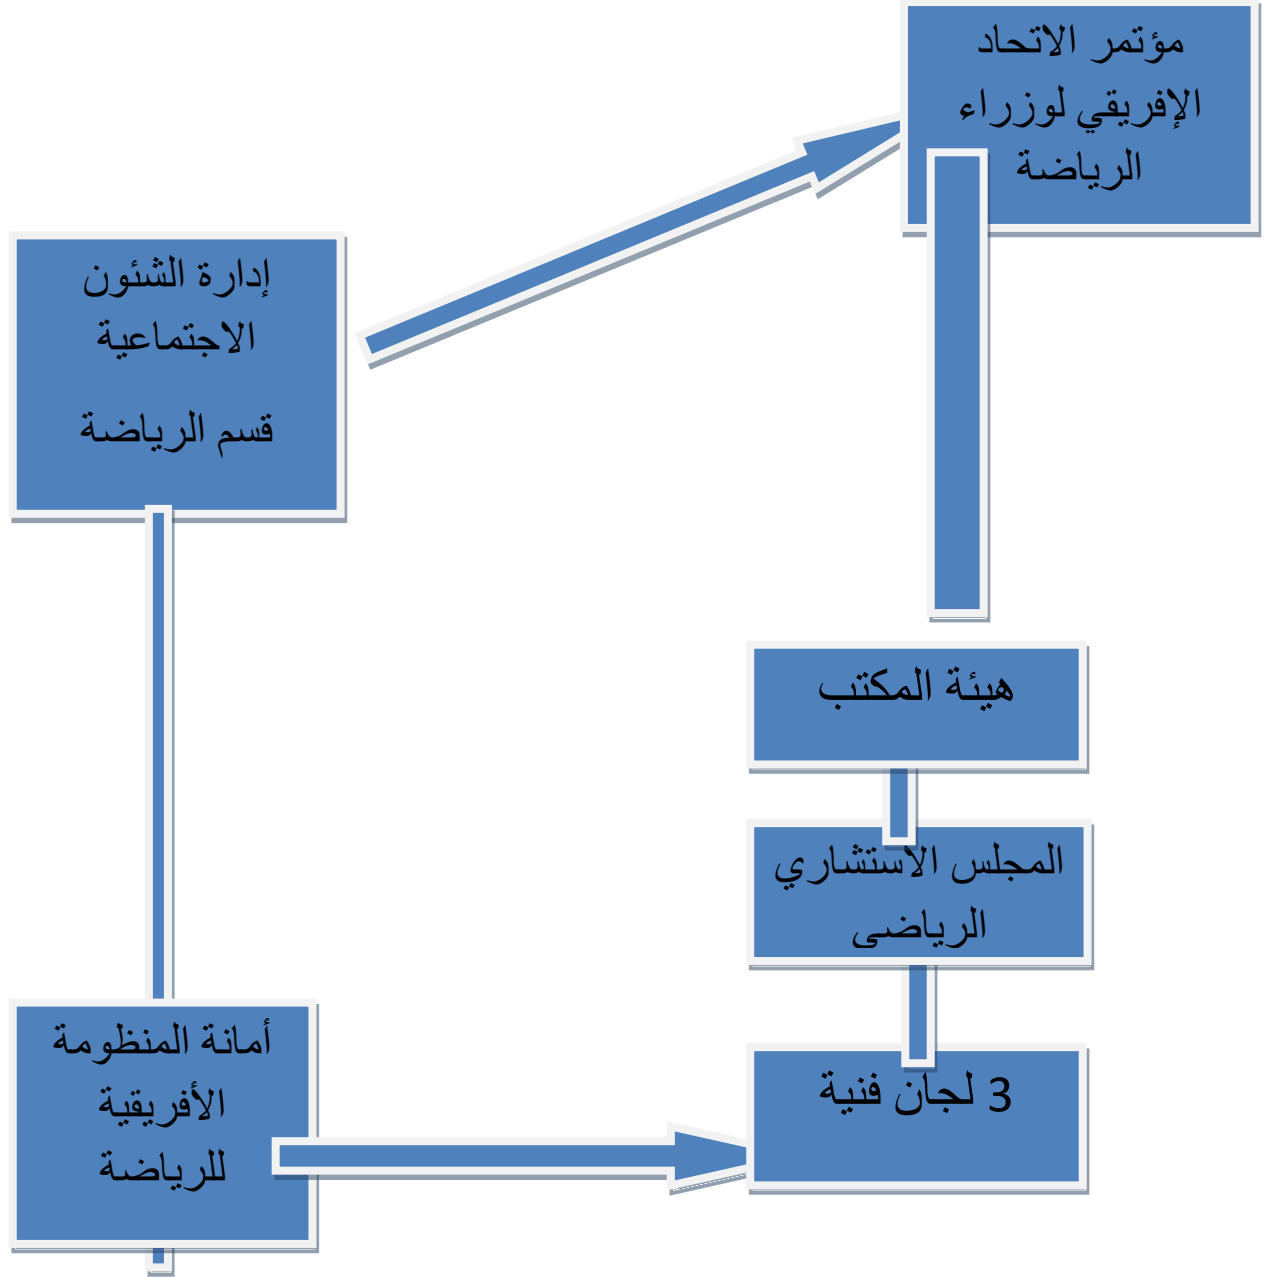 مؤتمر الاتحاد
الإفريقي لوزراء
الرياضة
إدارة الشئون
الاجتماعية
قسم الرياضة
هيئة المكتب
المجلس الاستشاري
الرياضى
أمانة المنظومة
الأفريقية
للرياضة
3 لجان فنية